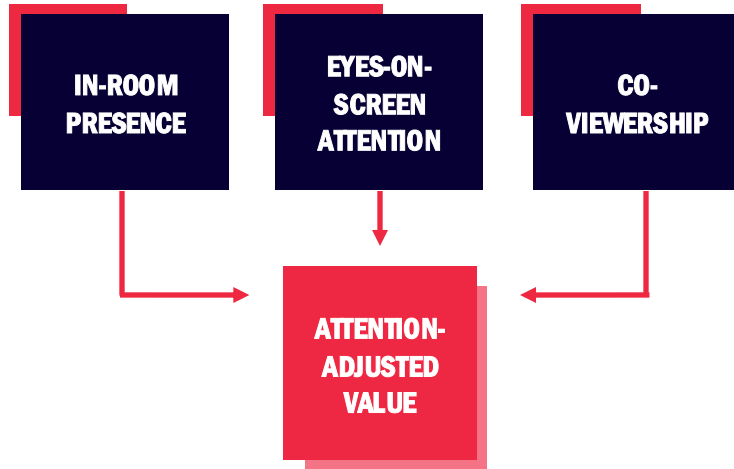 IN-ROOM
PRESENCE
EYES-ON-
SCREEN
ATTENTION
CO-
VIEWERSHIP
ATTENTION-
ADJUSTED
VALUE